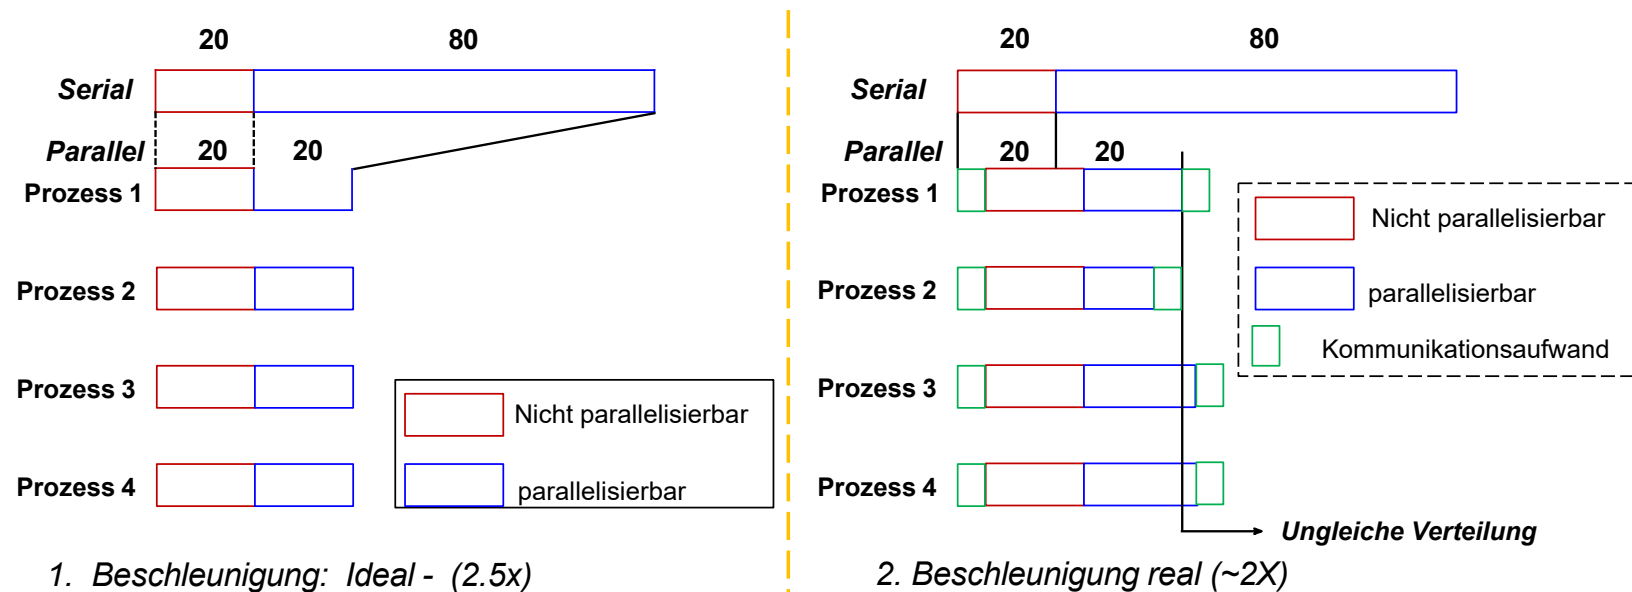 20 80
Serial
Parallel 20 20
Prozess 1
Prozess 2
Prozess 3
Prozess 4
Nicht parallelisierbar
parallelisierbar
1. Beschleunigung: Ideal - (2.5x)
20 80
Serial
Parallel 20 20
Prozess 1
Prozess 2
Prozess 3
Prozess 4
Nicht parallelisierbar
parallelisierbar
Kommunikationsaufwand
Ungleiche Verteilung
2. Beschleunigung real (~2X)